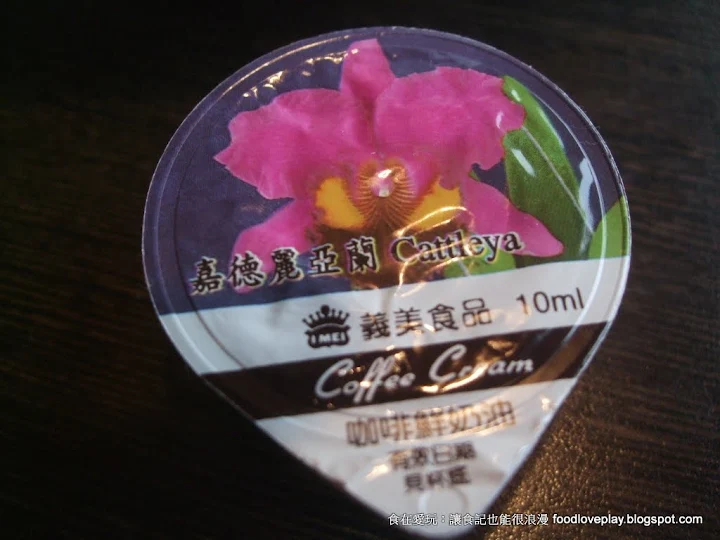 嘉德麗亞蘭 Cattleya
IMEI 義美食品 10ml
Coffee Cream
咖啡鮮奶油
有效日期
見杯底
食在愛玩：讓食記也能很浪漫 foodloveplay.blogspot.com